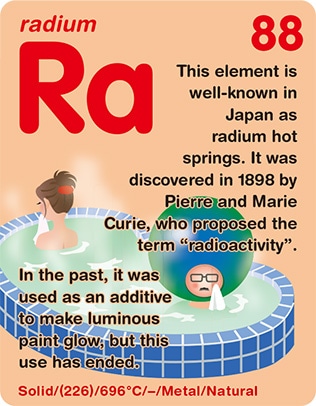 radium
88
Ra
This element is
well-known in
Japan as
radium hot
springs. It was
discovered in 1898 by
Pierre and Marie
Curie, who proposed the
term “radioactivity”.
In the past, it was
used as an additive
to make luminous
paint glow, but this
use has ended.
Solid/(226)/696°C/–/Metal/Natural